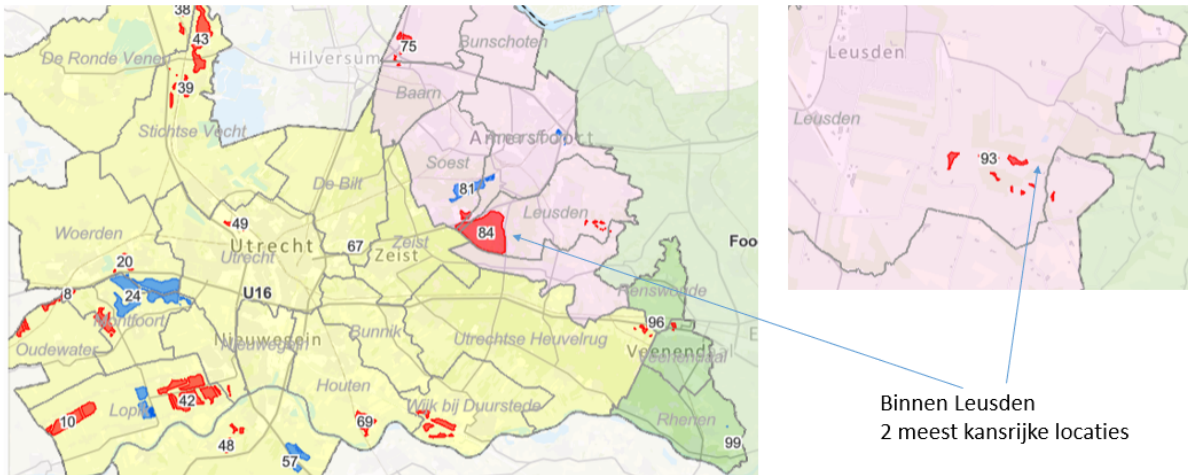 38
43
De Ronde Venen
39
Stichtse Vecht
Hilversum
75
Bunschoten
Baarn
Amersfoort
Soest
81
De Bilt
Leusden
84
49
Utrecht
Utrecht
67
Zeist
Zeist
Woerden
20
8
24
U16
Montfoort
Oudewater
Nieuwegein
Nieuwegein
Bunnik
Utrechtse Heuvelrug
Foo
Renswoude
96
Veenendaal
Houten
Wijk bij Duurstede
Rhenen
99
10
Lopik
42
48
57
69
E
Leusden
Leusden
93
Binnen Leusden
2 meest kansrijke locaties